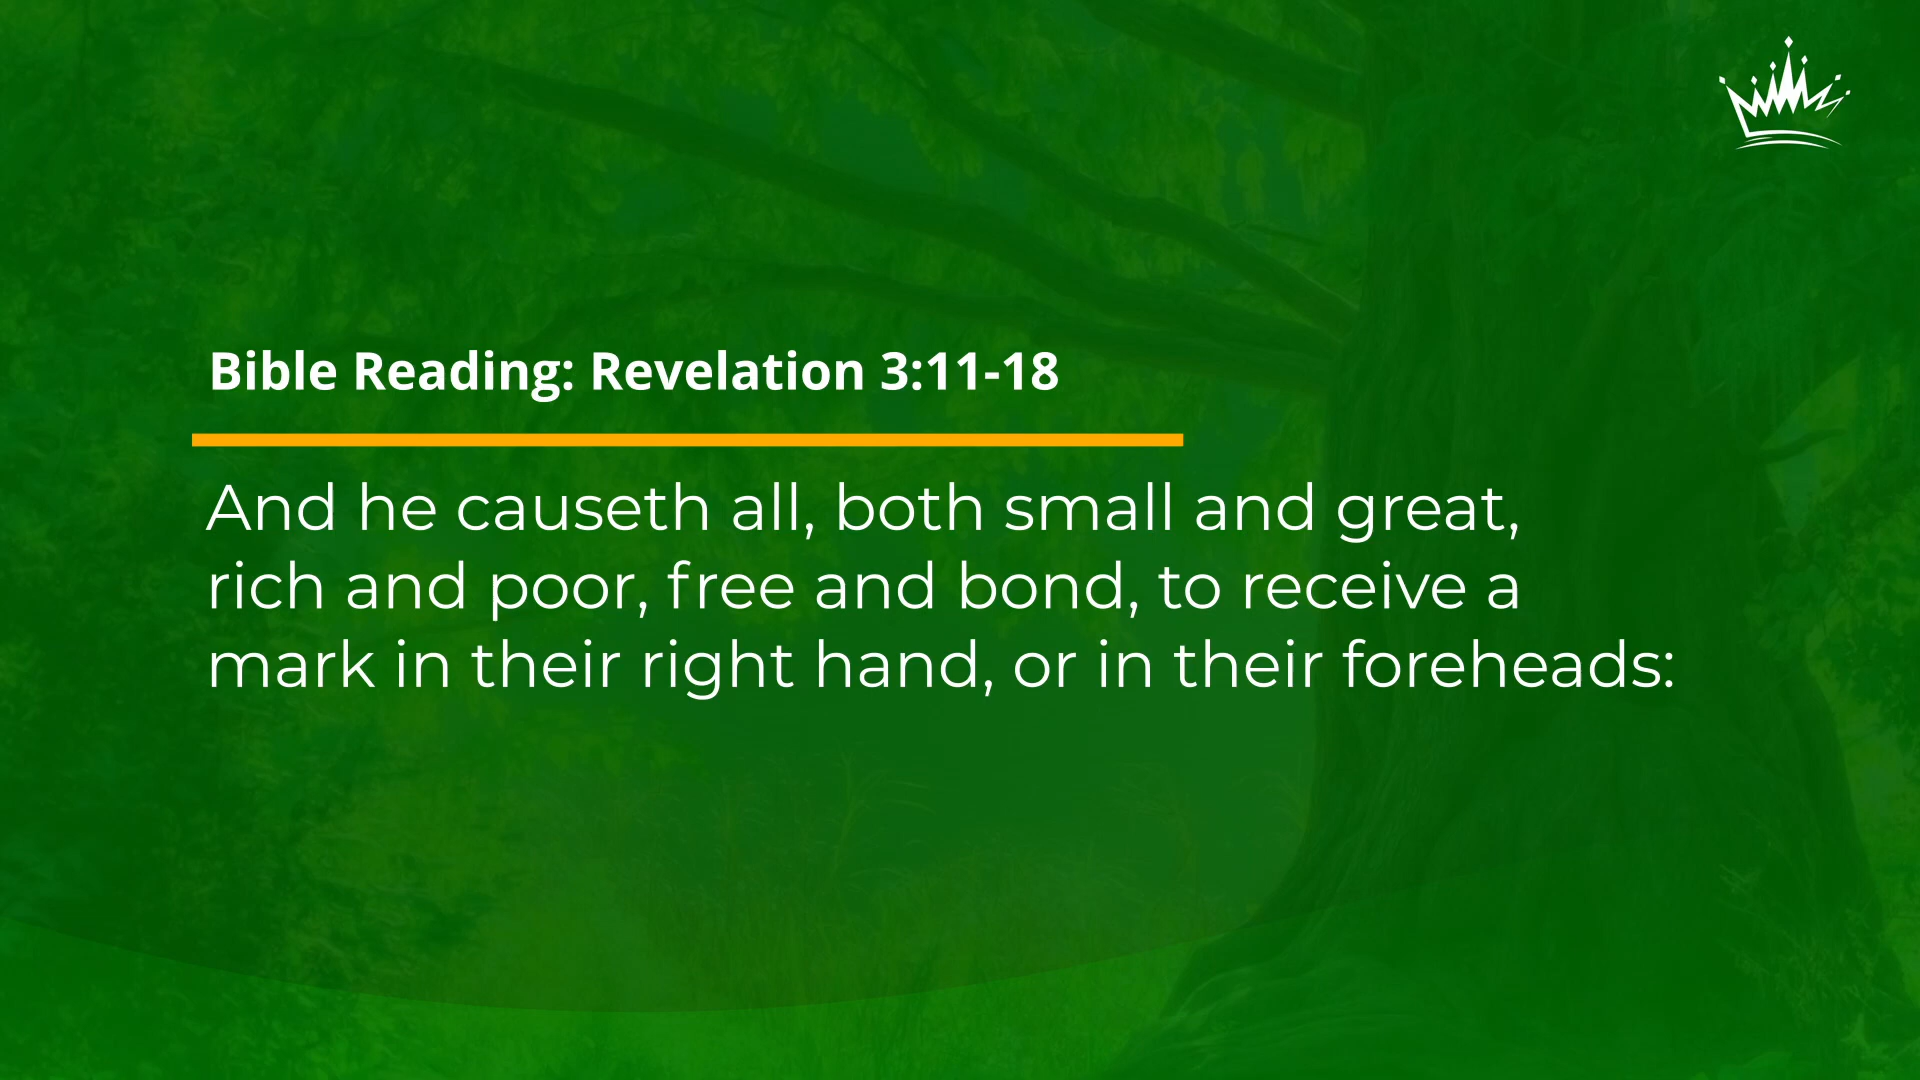 Bible Reading: Revelation 3:11-18
And he causeth all, both small and great,
rich and poor, free and bond, to receive a
mark in their right hand, or in their foreheads: